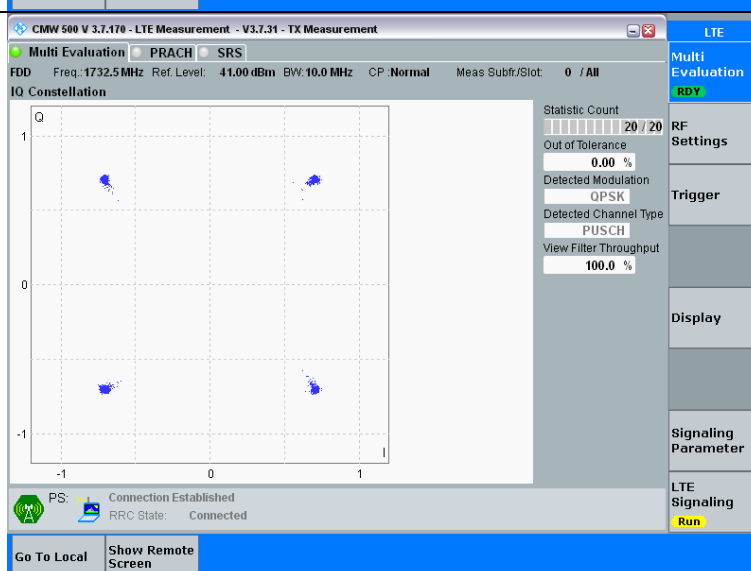 CMW 500 V 3.7.170 - LTE Measurement - V3.7.31 - TX Measurement
LTE
Multi Evaluation PRACH SRS
FDD Freq.:1732.5 MHz Ref. Level: 41.00 dBm BW:10.0 MHz CP :Normal Meas Subfr./Slot: 0 / All
IQ Constellation
Q
1
0
-1
-1 0 1
I
Statistic Count
20 / 20
Out of Tolerance
0.00 %
Detected Modulation
QPSK
Detected Channel Type
PUSCH
View Filter Throughput
100.0 %
Multi
Evaluation
RDY
RF
Settings
Trigger
Display
Signaling
Parameter
LTE
Signaling
Run
PS: Connection Established
RRC State: Connected
Go To Local
Show Remote
Screen